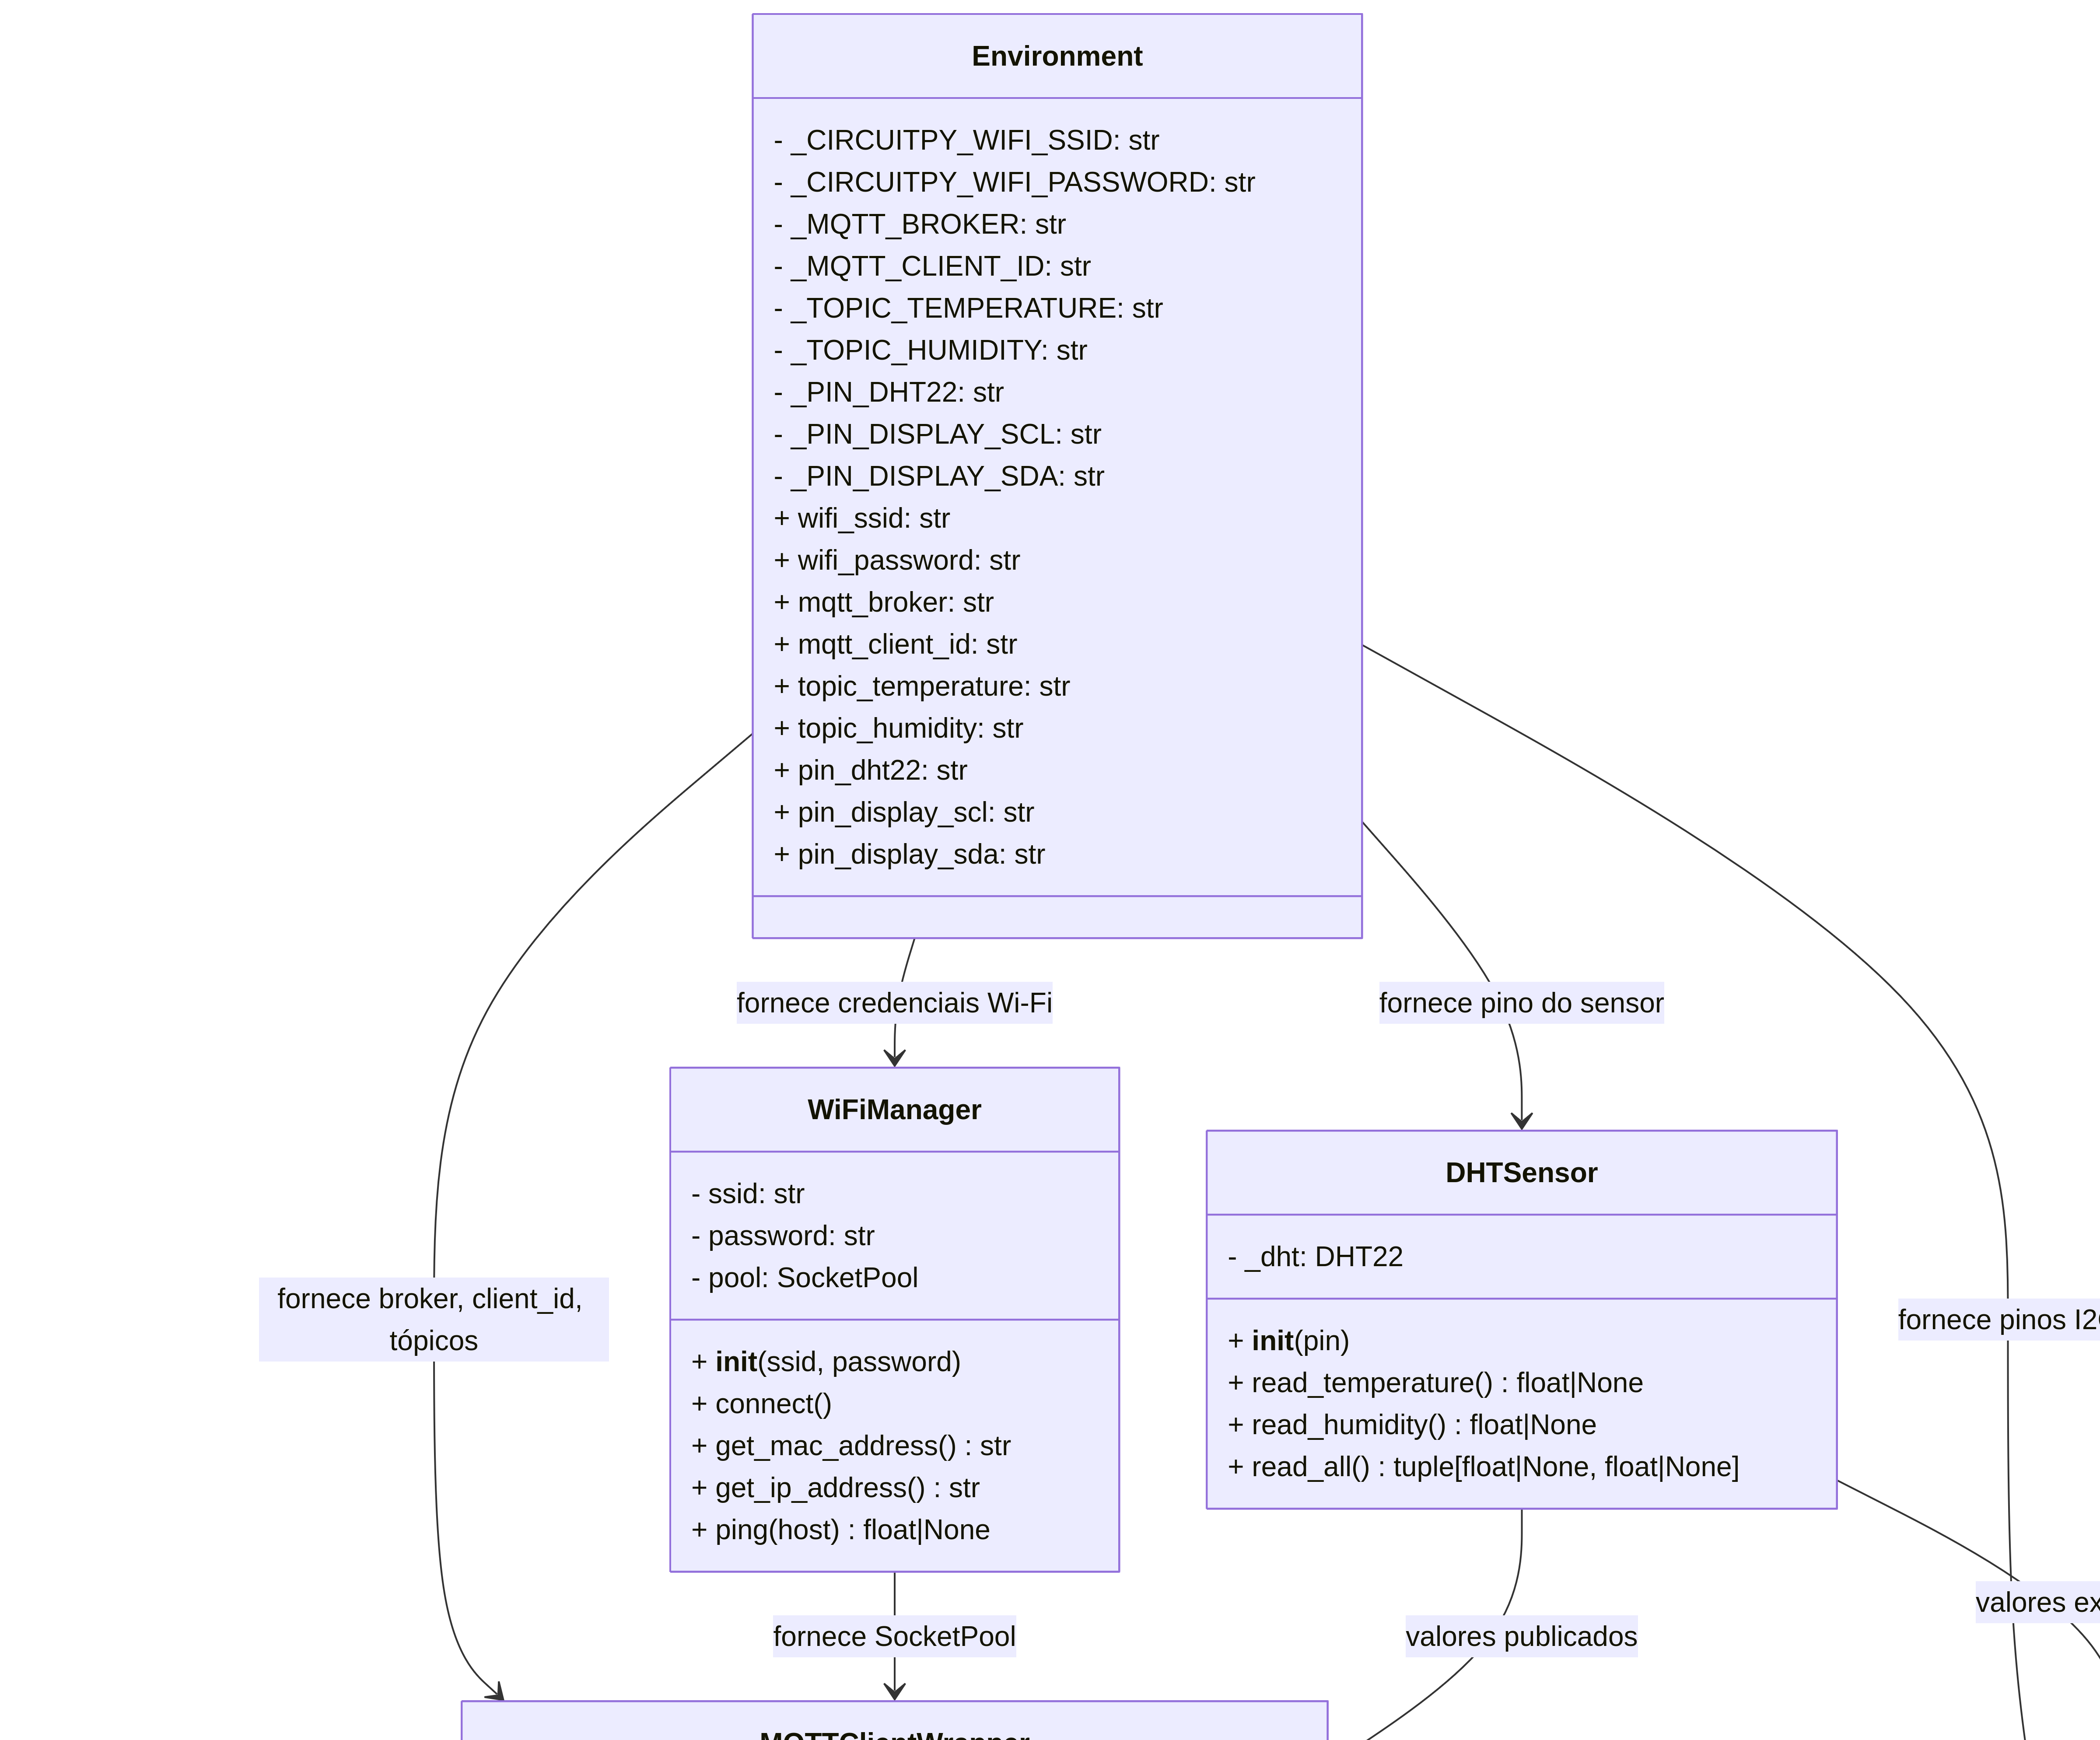 Environment
- _CIRCUITPY_WIFI_SSID: str
- _CIRCUITPY_WIFI_PASSWORD: str
- _MQTT_BROKER: str
- _MQTT_CLIENT_ID: str
- _TOPIC_TEMPERATURE: str
- _TOPIC_HUMIDITY: str
- _PIN_DHT22: str
- _PIN_DISPLAY_SCL: str
- _PIN_DISPLAY_SDA: str
+ wifi_ssid: str
+ wifi_password: str
+ mqtt_broker: str
+ mqtt_client_id: str
+ topic_temperature: str
+ topic_humidity: str
+ pin_dht22: str
+ pin_display_scl: str
+ pin_display_sda: str
fornece credenciais Wi-Fi
fornece pino do sensor
WiFiManager
- ssid: str
- password: str
- pool: SocketPool
+ init(ssid, password)
+ connect()
+ get_mac_address() : str
+ get_ip_address() : str
+ ping(host) : float|None
DHTSensor
- _dht: DHT22
+ init(pin)
+ read_temperature() : float|None
+ read_humidity() : float|None
+ read_all() : tuple[float|None, float|None]
fornece broker, client_id,
tópicos
fornece pinos
valores
fornece SocketPool
valores publicados
MQTTClientWrapper